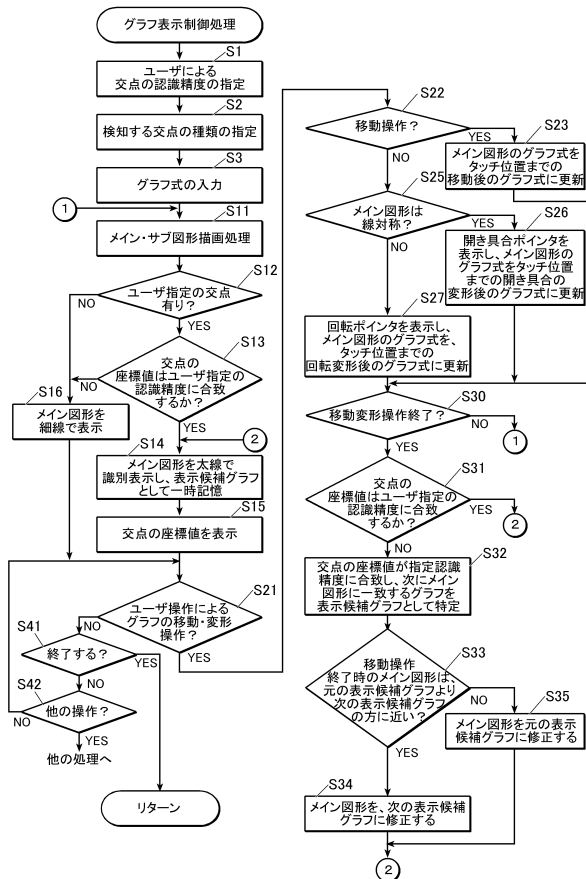 グラフ表示制御処理
S1
ユーザによる
交点の認識精度の指定
S2
検知する交点の種類の指定
S3
グラフ式の入力
1
S11
メイン・サブ図形描画処理
S12
ユーザ指定の交点
有り？
NO
YES
S13
交点の
座標値はユーザ指定の
認識精度に合致
するか？
NO
YES
S16
メイン図形を
細線で表示
2
S14
メイン図形を太線で
識別表示し、表示候補グラフ
として一時記憶
S15
交点の座標値を表示
S21
ユーザ操作による
グラフの移動・変形
操作？
NO
YES
S41
終了する？
YES
NO
S42
他の操作？
NO
YES
他の処理へ
リターン
S22
移動操作？
YES
NO
S23
メイン図形のグラフ式を
タッチ位置までの
移動後のグラフ式に更新
S25
メイン図形は
線対称？
YES
NO
S26
開き具合ポインタを
表示し、メイン図形の
グラフ式をタッチ位置
までの開き具合の
変形後のグラフ式に更新
S27
回転ポインタを表示し、
メイン図形のグラフ式を、
タッチ位置までの
回転変形後のグラフ式に更新
S30
移動変形操作終了？
NO
1
YES
S31
交点の
座標値はユーザ指定の
認識精度に合致
するか？
YES
2
NO
S32
交点の座標値が指定認識
精度に合致し、次にメイン
図形に一致するグラフを
表示候補グラフとして特定
S33
移動操作
終了時のメイン図形は、
元の表示候補グラフより
次の表示候補グラフ
の方に近い？
NO
YES
S35
メイン図形を元の表示
候補グラフに修正する
S34
メイン図形を、次の表示候補
グラフに修正する
2